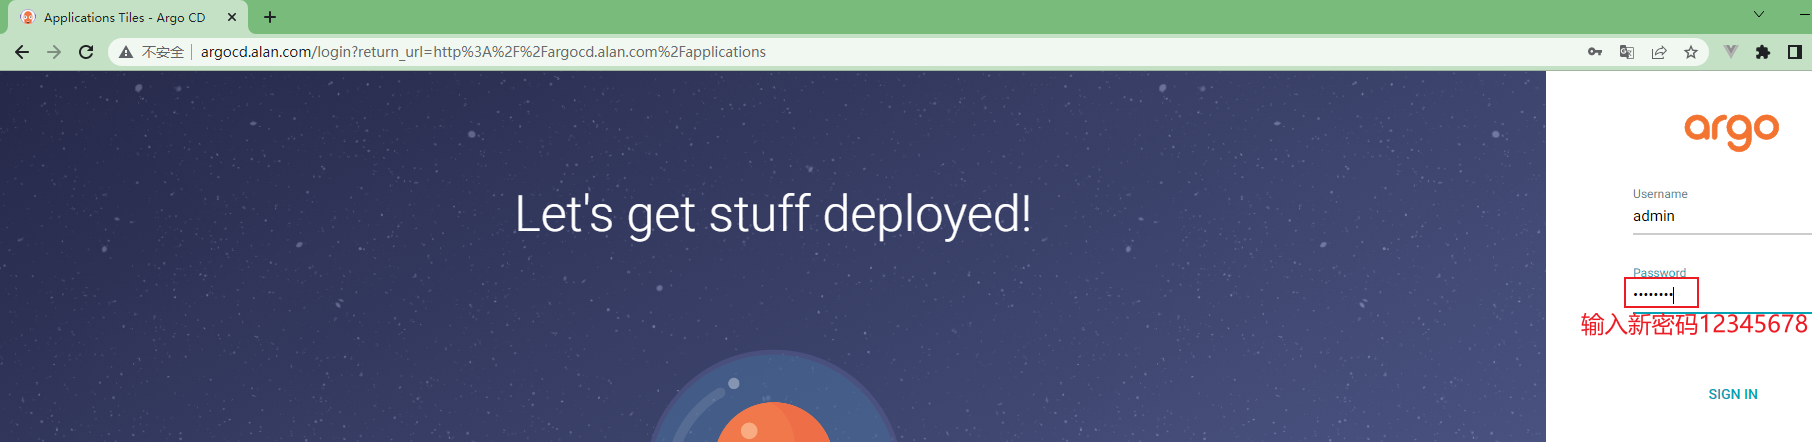 Applications Tiles - Argo CD
不安全
argocd.alan.com/login?return_url=http%3A%2F%2Fargocd.alan.com%2Fapplications
argo
Let's get stuff deployed!
Username
admin
Password
••••••••
输入新密码12345678
SIGN IN